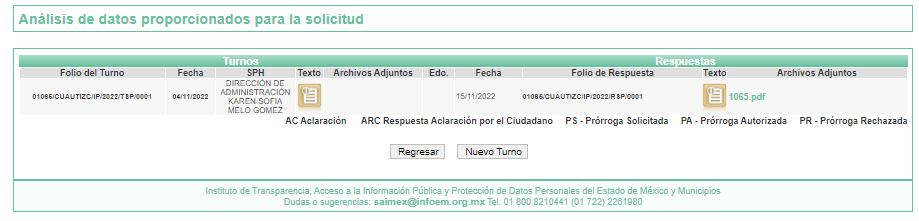 Análisis de datos proporcionados para la solicitud
Turnos Respuestas
Folio del Turno Fecha SPH Texto Archivos Adjuntos Edo. Fecha Folio de Respuesta Texto Archivos Adjuntos
01065/CUAUTIZC/IP/2022/TSP/0001 04/11/2022 DIRECCIÓN DE ADMINISTRACIÓN KAREN SOFIA MELO GOMEZ 15/11/2022 01065/CUAUTIZC/IP/2022/RSP/0001 1065.pdf
AC Aclaración ARC Respuesta Aclaración por el Ciudadano PS - Prórroga Solicitada PA - Prórroga Autorizada PR - Prórroga Rechazada
Regresar Nuevo Turno
Instituto de Transparencia, Acceso a la Información Pública y Protección de Datos Personales del Estado de México y Municipios
Dudas o sugerencias: saimex@infoem.org.mx Tel. 01 800 8210441 (01 722) 2261980